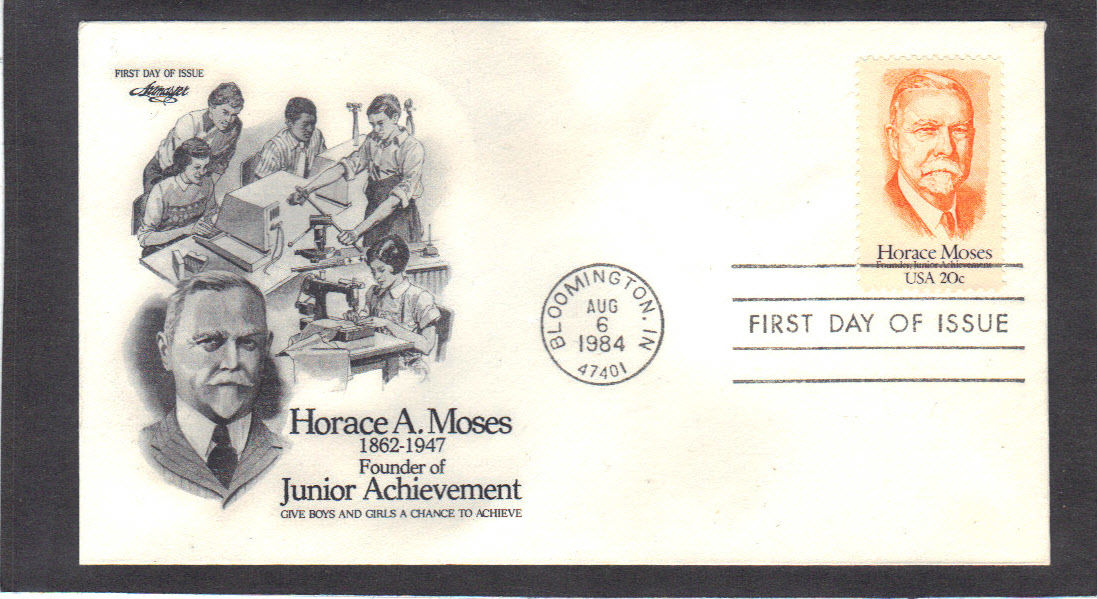 FIRST DAY OF ISSUE
Artmaster
Horace A. Moses
1862-1947
Founder of
Junior Achievement
GIVE BOYS AND GIRLS A CHANCE TO ACHIEVE
BLOOMINGTON, IN
AUG
6
1984
47401
Horace Moses
Founder, Junior Achievement
USA 20c
FIRST DAY OF ISSUE